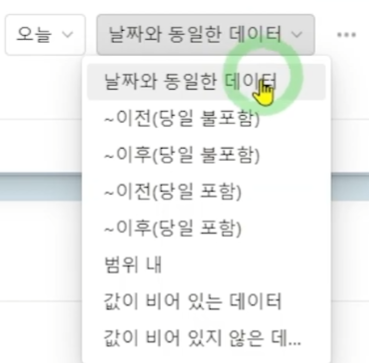 오늘 날짜와 동일한 데이터
날짜와 동일한 데이터
~이전(당일 불포함)
~이후(당일 불포함)
~이전(당일 포함)
~이후(당일 포함)
범위 내
값이 비어 있는 데이터
값이 비어 있지 않은 데...